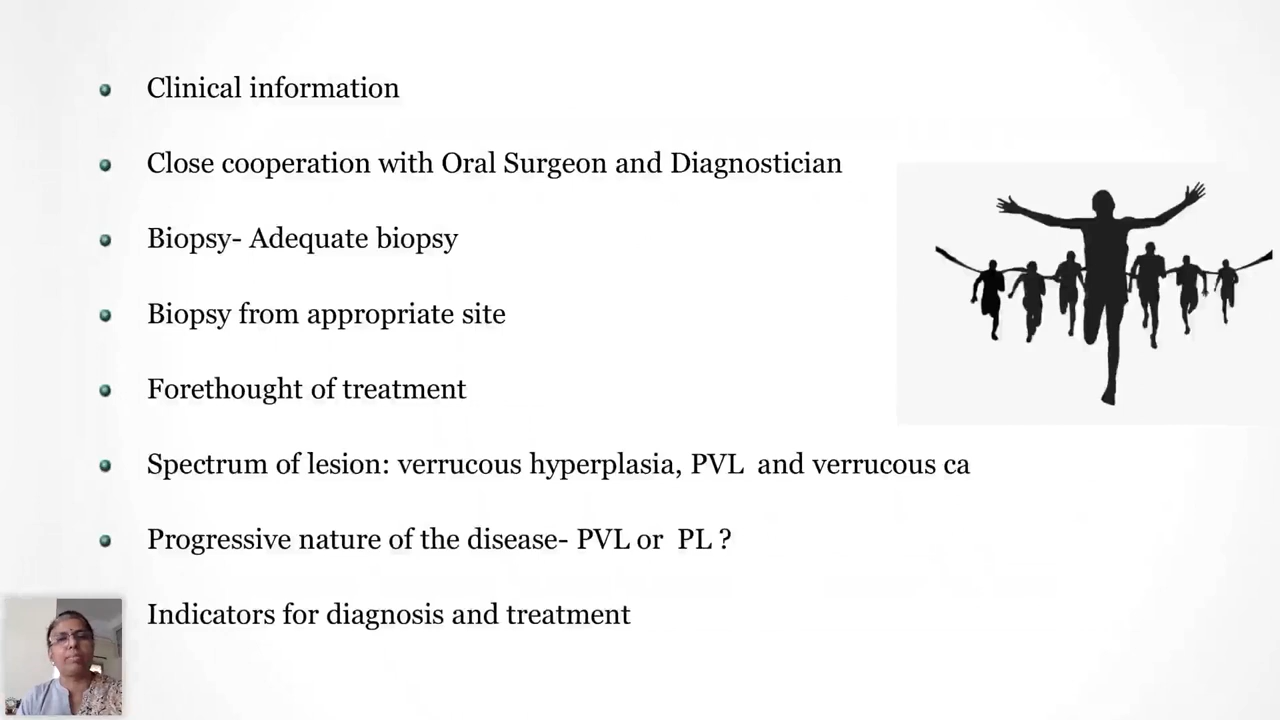 Clinical information
Close cooperation with Oral Surgeon and Diagnostician
Biopsy- Adequate biopsy
Biopsy from appropriate site
Forethought of treatment
Spectrum of lesion: verrucous hyperplasia, PVL and verrucous ca
Progressive nature of the disease- PVL or PL ?
Indicators for diagnosis and treatment